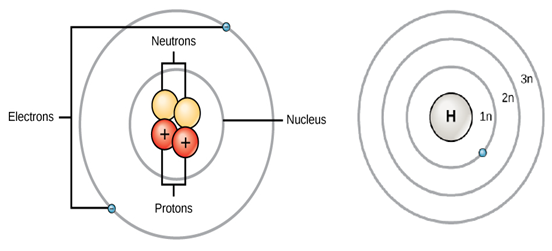 Neutrons
Electrons
+
+
Nucleus
Protons
H
1n
2n
3n